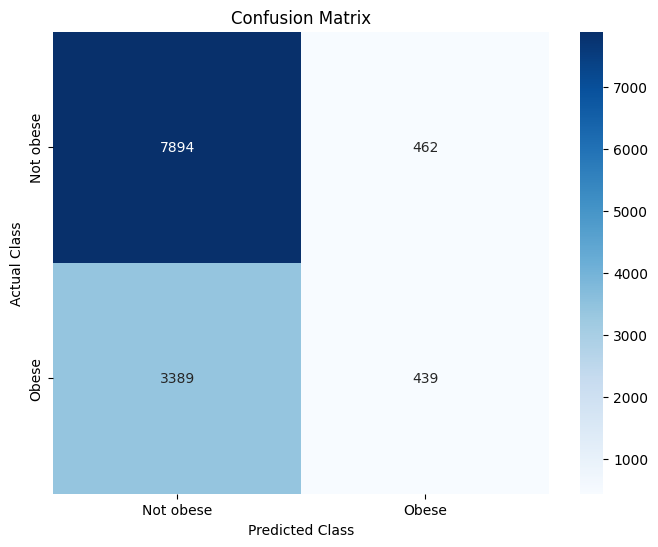 Confusion Matrix
Actual Class
Not obese
Obese
7894
462
3389
439
Not obese
Obese
Predicted Class
7000
6000
5000
4000
3000
2000
1000